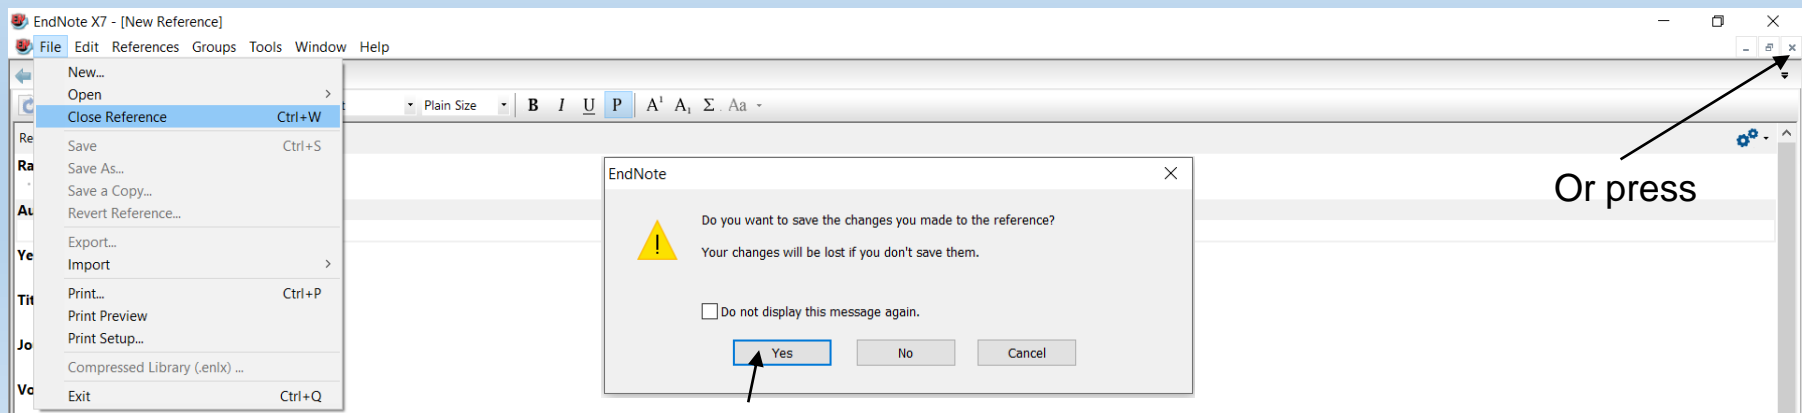 EndNote X7 - [New Reference]
File Edit References Groups Tools Window Help
New...
Open
Close Reference Ctrl+W
Save Ctrl+S
Save As...
Save a Copy...
Revert Reference...
Export...
Import
Print... Ctrl+P
Print Preview
Print Setup...
Compressed Library (.enlx) ...
Exit Ctrl+Q
t Plain Size B I U P A¹ A₁ Σ Aa
Re
Ra
Au
Ye
Tit
Jo
Vo
EndNote
Do you want to save the changes you made to the reference?
Your changes will be lost if you don't save them.
Do not display this message again.
Yes No Cancel
Or press